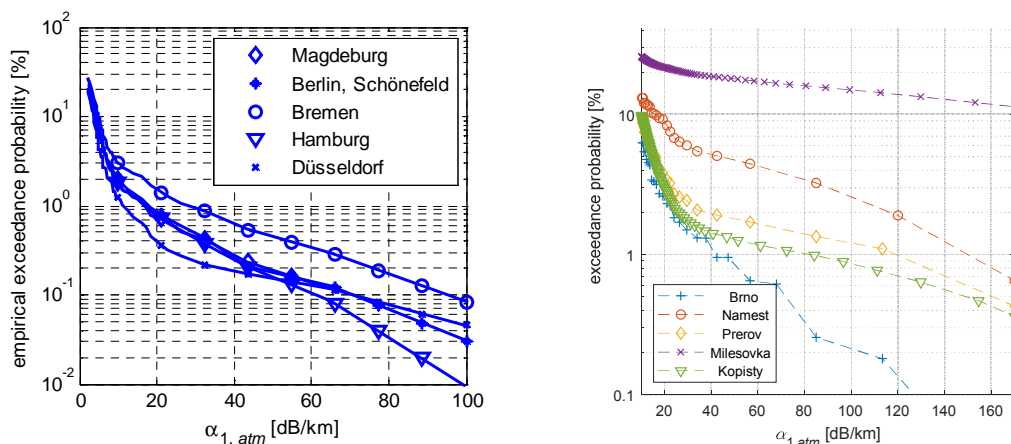 empirical exceedance probability [%]
10^2
10^1
10^0
10^-1
10^-2
Magdeburg
Berlin, Schönefeld
Bremen
Hamburg
Düsseldorf
0 20 40 60 80 100
α1, atm [dB/km]
exceedance probability [%]
10
1
0.1
Brno
Namest
Prerov
Milesovka
Kopisty
20 40 60 80 100 120 140 160
α1,atm [dB/km]